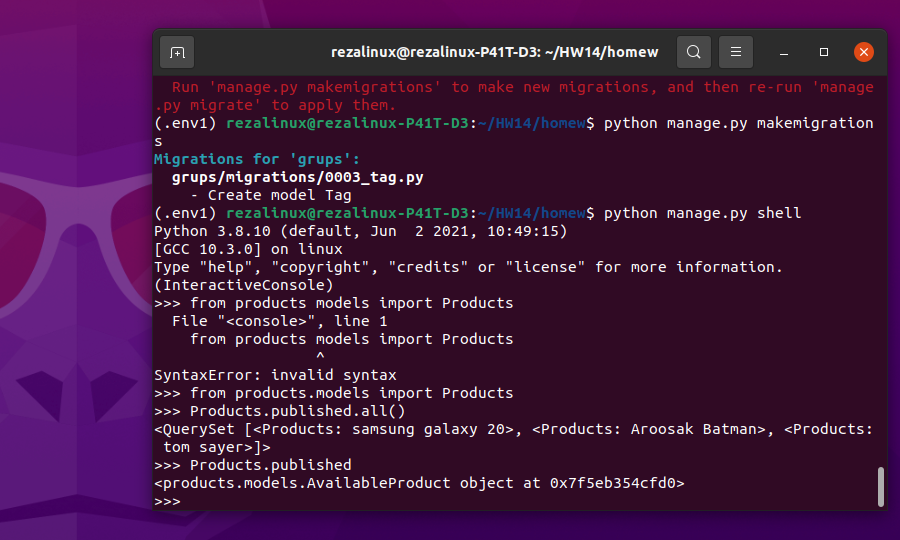 rezalinux@rezalinux-P41T-D3: ~/HW14/homew
Run 'manage.py makemigrations' to make new migrations, and then re-run 'manage
.py migrate' to apply them.
(.env1) rezalinux@rezalinux-P41T-D3:~/HW14/homew$ python manage.py makemigration
s
Migrations for 'grups':
  grups/migrations/0003_tag.py
    - Create model Tag
(.env1) rezalinux@rezalinux-P41T-D3:~/HW14/homew$ python manage.py shell
Python 3.8.10 (default, Jun  2 2021, 10:49:15)
[GCC 10.3.0] on linux
Type "help", "copyright", "credits" or "license" for more information.
(InteractiveConsole)
>>> from products models import Products
  File "<console>", line 1
    from products models import Products
                  ^
SyntaxError: invalid syntax
>>> from products.models import Products
>>> Products.published.all()
<QuerySet [<Products: samsung galaxy 20>, <Products: Aroosak Batman>, <Products:
 tom sayer>]>
>>> Products.published
<products.models.AvailableProduct object at 0x7f5eb354cfd0>
>>>